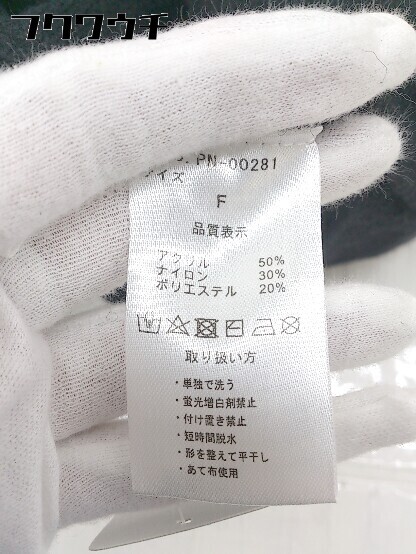 フクワウチ
. PN-00281
イズ
F
品質表示
アクリル 50%
ナイロン 30%
ポリエステル 20%
取り扱い方
・単独で洗う
・蛍光増白剤禁止
・付け置き禁止
・短時間脱水
・形を整えて平干し
・あて布使用